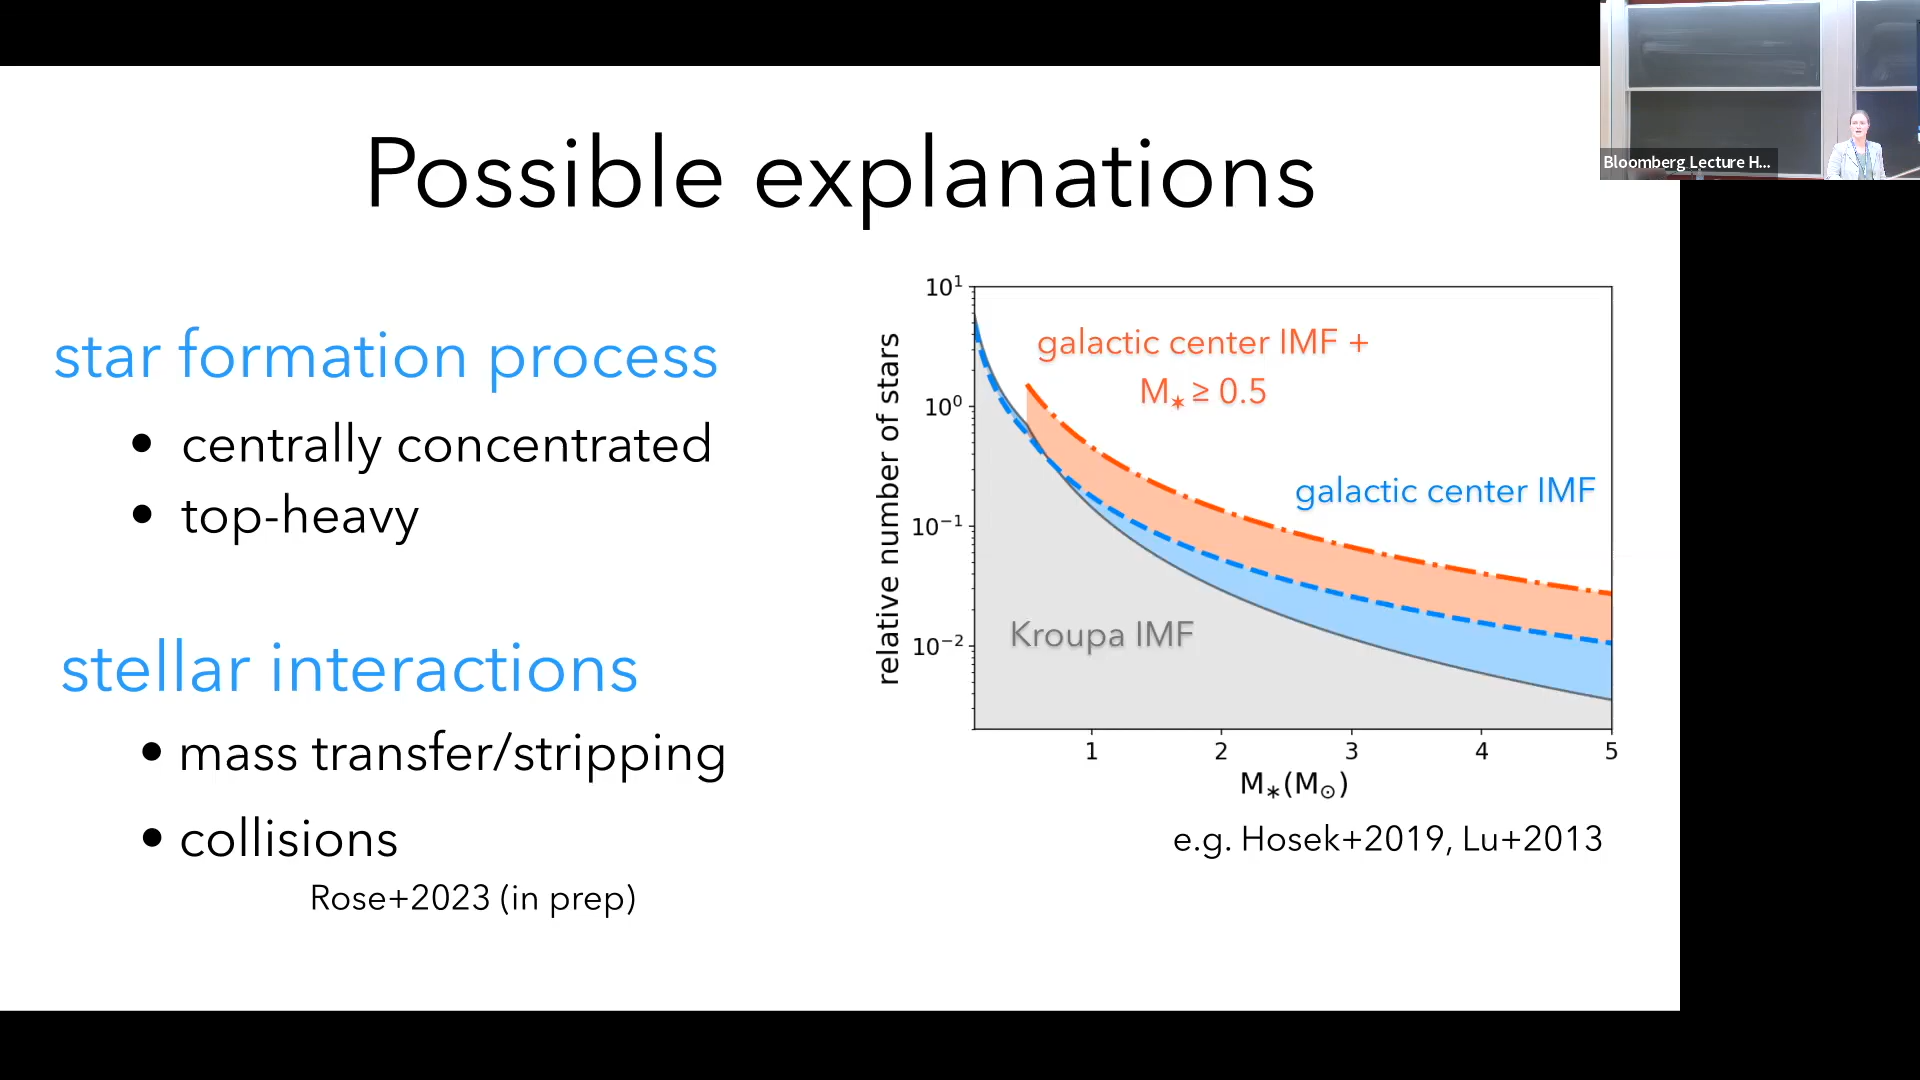 Bloomberg Lecture H...
Possible explanations
star formation process
• centrally concentrated
• top-heavy
stellar interactions
• mass transfer/stripping
• collisions
Rose+2023 (in prep)
relative number of stars
10¹
10⁰
10⁻¹
10⁻²
galactic center IMF +
M★ ≥ 0.5
galactic center IMF
Kroupa IMF
1 2 3 4 5
M∗(M⊙)
e.g. Hosek+2019, Lu+2013